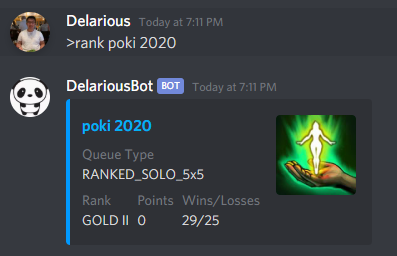 Delarious Today at 7:11 PM
>rank poki 2020
DelariousBot BOT Today at 7:11 PM
poki 2020
Queue Type
RANKED_SOLO_5x5
Rank Points Wins/Losses
GOLD II 0 29/25